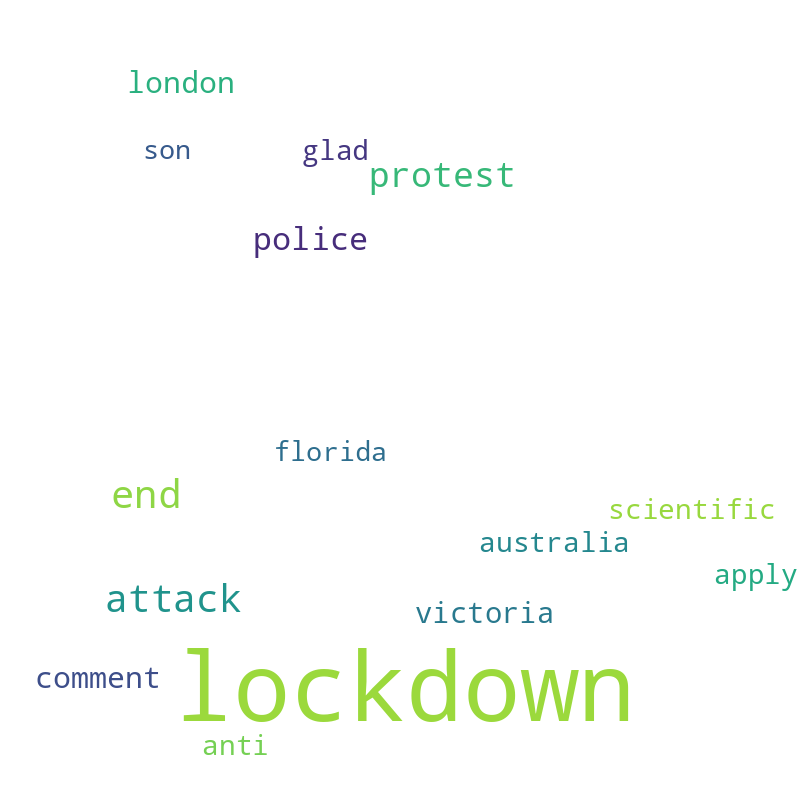 london
son
glad
protest
police
florida
end
scientific
australia
apply
attack
victoria
comment
lockdown
anti